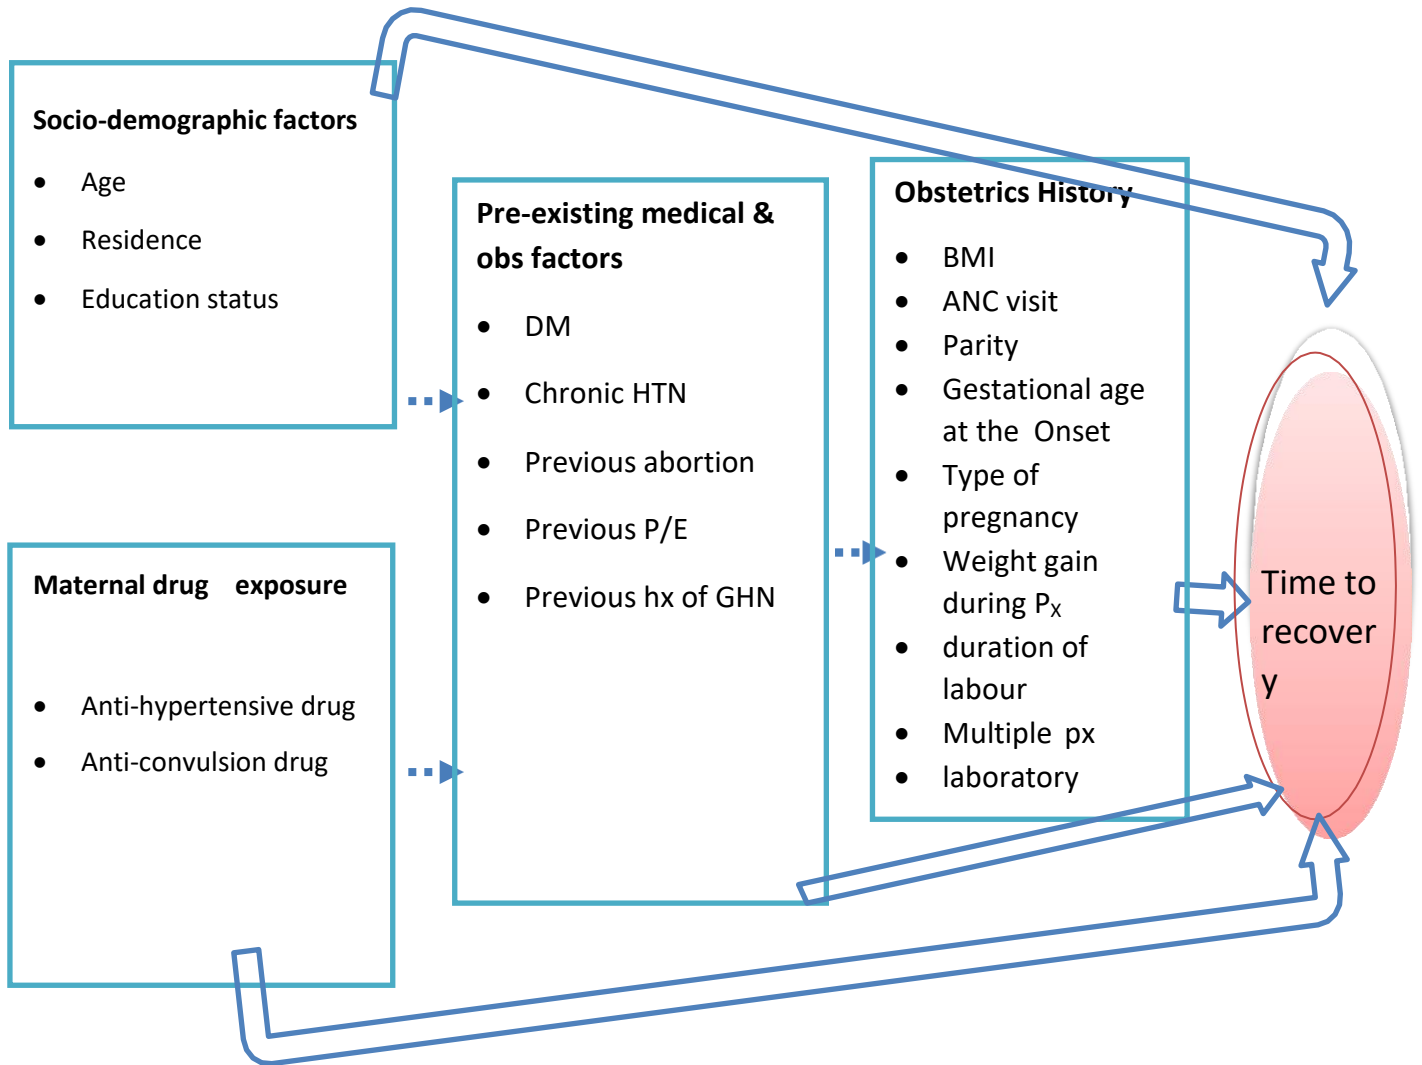 Socio-demographic factors
• Age
• Residence
• Education status
Maternal drug exposure
• Anti-hypertensive drug
• Anti-convulsion drug
Pre-existing medical &
obs factors
• DM
• Chronic HTN
• Previous abortion
• Previous P/E
• Previous hx of GHN
Obstetrics History
• BMI
• ANC visit
• Parity
• Gestational age
at the Onset
• Type of
pregnancy
• Weight gain
during Px
• duration of
labour
• Multiple px
• laboratory
Time to
recover
y